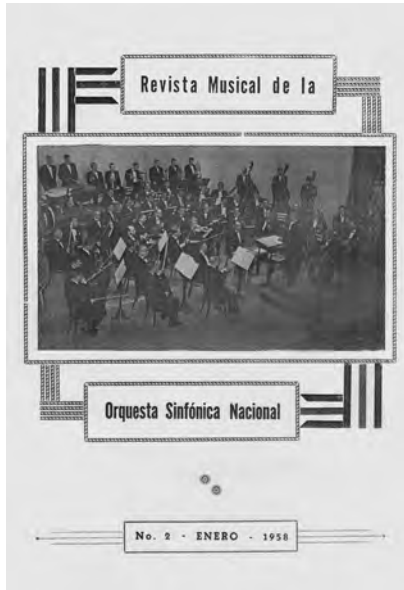 Revista Musical de la
Orquesta Sinfónica Nacional
No. 2 - ENERO - 1958